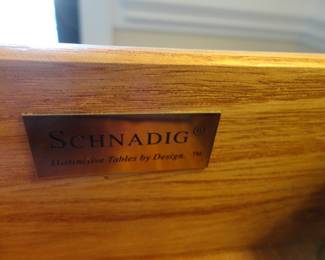 SCHNADIG®
Distinctive Tables by Design. ™